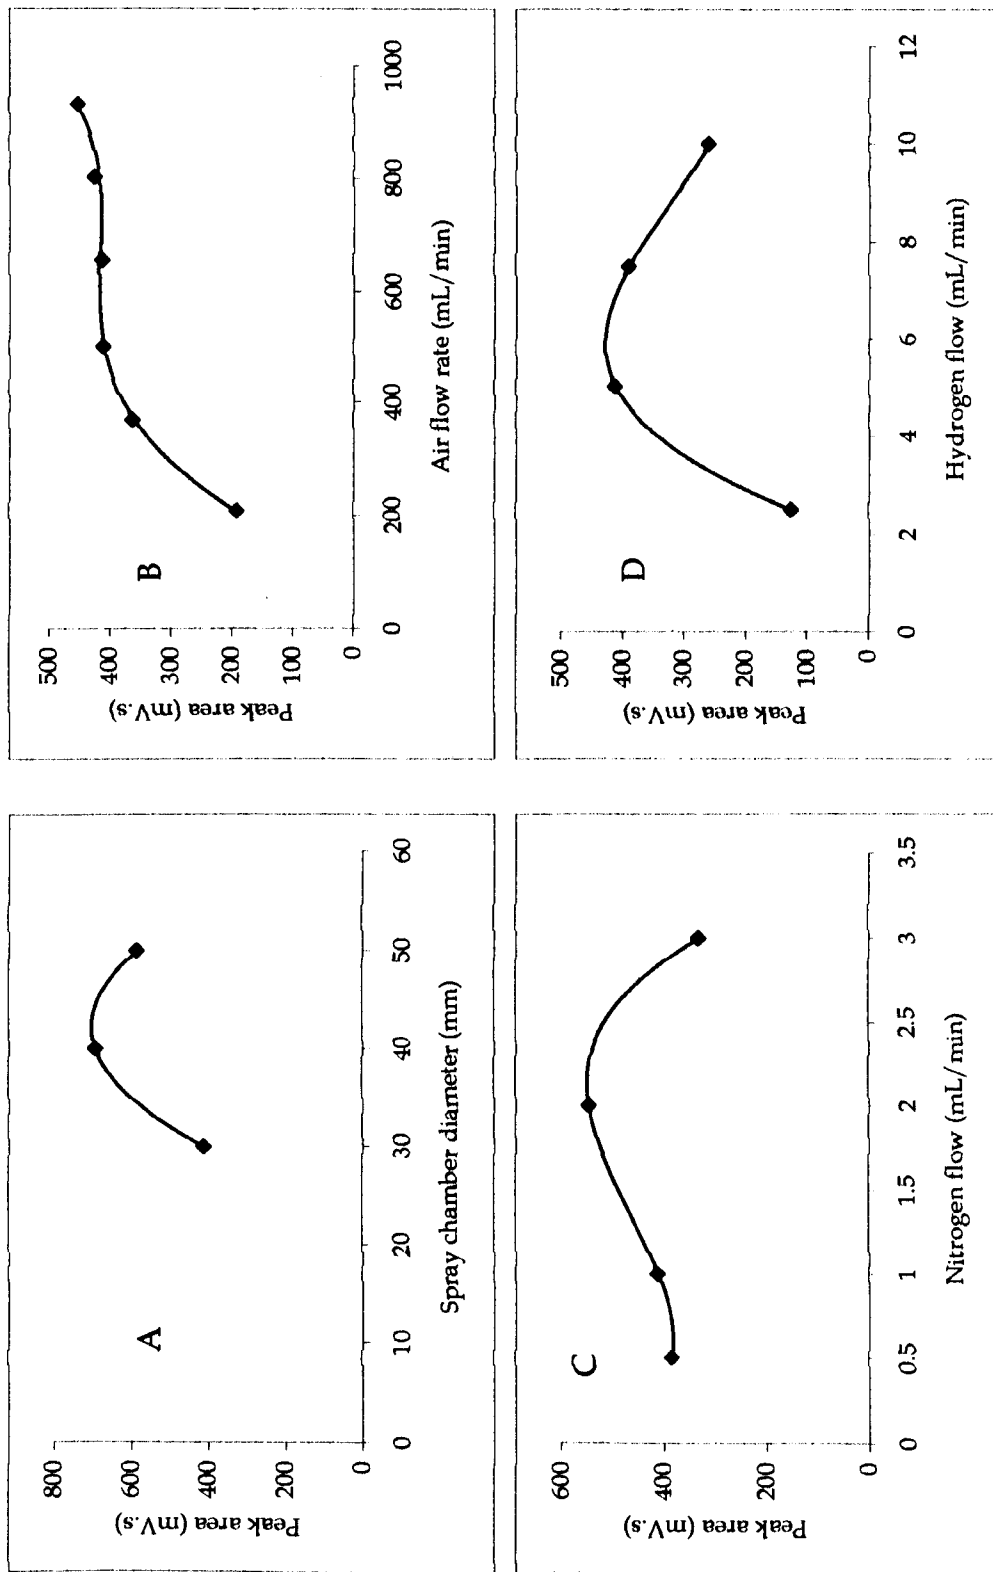 A
Peak area (mV.s)
800
600
400
200
0
0 10 20 30 40 50 60
Spray chamber diameter (mm)
B
Peak area (mV.s)
500
400
300
200
100
0
0 200 400 600 800 1000
Air flow rate (mL/min)
C
Peak area (mV.s)
600
400
200
0
0 0.5 1 1.5 2 2.5 3 3.5
Nitrogen flow (mL/min)
D
Peak area (mV.s)
500
400
300
200
100
0
0 2 4 6 8 10 12
Hydrogen flow (mL/min)